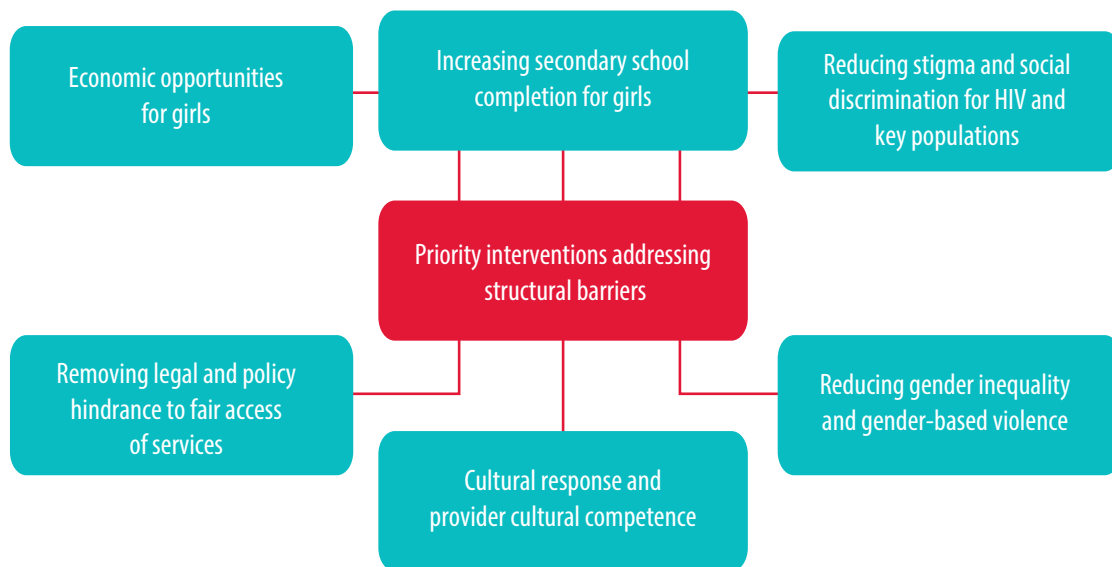 Economic opportunities
for girls
Increasing secondary school
completion for girls
Reducing stigma and social
discrimination for HIV and
key populations
Priority interventions addressing
structural barriers
Removing legal and policy
hindrance to fair access
of services
Cultural response and
provider cultural competence
Reducing gender inequality
and gender-based violence